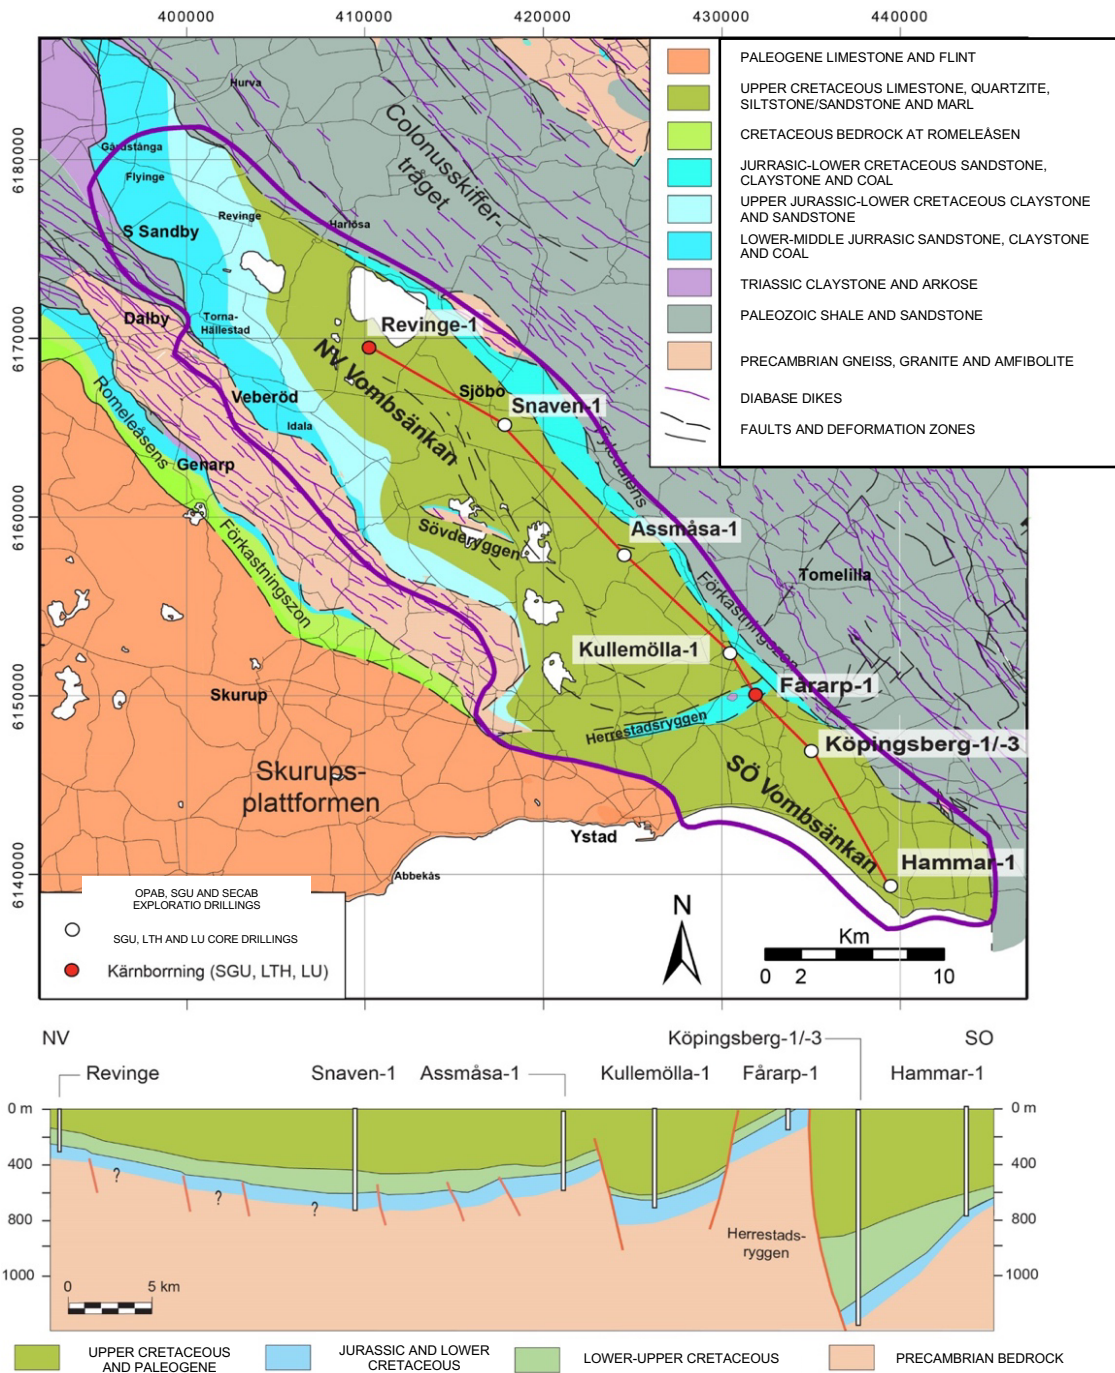 400000 410000 420000 430000 440000
PALEOGENE LIMESTONE AND FLINT
UPPER CRETACEOUS LIMESTONE, QUARTZITE,
SILTSTONE/SANDSTONE AND MARL
CRETACEOUS BEDROCK AT ROMELEÅSEN
JURRASIC-LOWER CRETACEOUS SANDSTONE,
CLAYSTONE AND COAL
UPPER JURASSIC-LOWER CRETACEOUS CLAYSTONE
AND SANDSTONE
LOWER-MIDDLE JURRASIC SANDSTONE, CLAYSTONE
AND COAL
TRIASSIC CLAYSTONE AND ARKOSE
PALEOZOIC SHALE AND SANDSTONE
PRECAMBRIAN GNEISS, GRANITE AND AMFIBOLITE
DIABASE DIKES
FAULTS AND DEFORMATION ZONES
6180000
6170000
6160000
6150000
6140000
Hurva
Colonusskiffer-
tråget
Gårdstånga
Flyinge
Revinge
Harlösa
S Sandby
Revinge-1
Dalby
Torna-
Hällestad
NV Vombsänkan
Sjöbo
Snaven-1
Veberöd
Idala
Romeleåsens
Förkastningszon
Genarp
Fyledalens
Förkastningszon
Assmåsa-1
Sövderyggen
Tomelilla
Kullemölla-1
Fårarp-1
Skurup
Herrestadsryggen
Köpingsberg-1/-3
Skurups-
plattformen
SÖ Vombsänkan
Ystad
Hammar-1
Abbekås
OPAB, SGU AND SECAB
EXPLORATIO DRILLINGS
SGU, LTH AND LU CORE DRILLINGS
Kärnborrning (SGU, LTH, LU)
N
Km
0 2 10
NV Köpingsberg-1/-3 SO
Revinge Snaven-1 Assmåsa-1 Kullemölla-1 Fårarp-1 Hammar-1
0 m 0 m
400 400
? ? ?
800 800
Herrestads-
ryggen
1000 1000
0 5 km
UPPER CRETACEOUS
AND PALEOGENE
JURASSIC AND LOWER
CRETACEOUS
LOWER-UPPER CRETACEOUS
PRECAMBRIAN BEDROCK